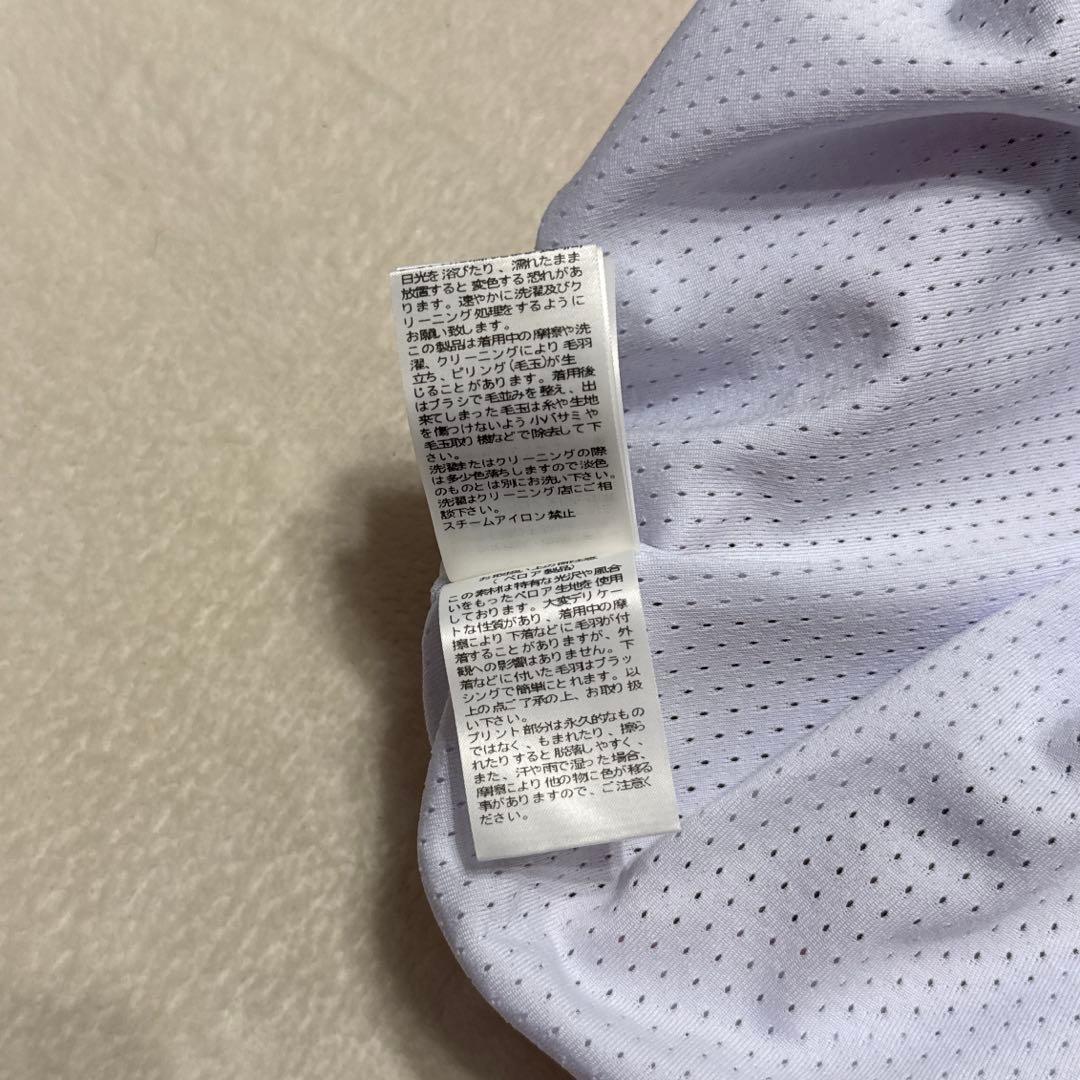 日光を浴びたり、濡れたまま
放置すると変色する恐れがあ
ります。速やかに洗濯及びク
リーニング処理をするように
お願い致します。
この製品は着用中の摩擦や洗
濯、クリーニングにより毛羽
立ち、ピリング(毛玉)が生
じることがあります。着用後
はブラシで毛並みを整え、出
来てしまった毛玉は糸や生地
を傷つけないよう小バサミや
毛玉取り機などで除去して下
さい。
洗濯またはクリーニングの際
は多少色落ちしますので淡色
のものとは別にお洗い下さい。
洗濯はクリーニング店にご相
談下さい。
スチームアイロン禁止
(ベロア製品)
この素材は特有な光沢や風合
いをもったベロア生地を使用
しております。大変デリケー
トな性質があり、着用中の摩
擦により下着などに毛羽が付
着することがありますが、外
観への影響はありません。下
着などに付いた毛羽はブラッ
シングで簡単にとれます。以
上の点ご了承の上、お取り扱
い下さい。
プリント部分は永久的なもの
ではなく、もまれたり、擦ら
れたりすると脱落しやすく、
また、汗や雨で湿った場合、
摩擦により他の物に色が移る
事がありますので、ご注意く
ださい。